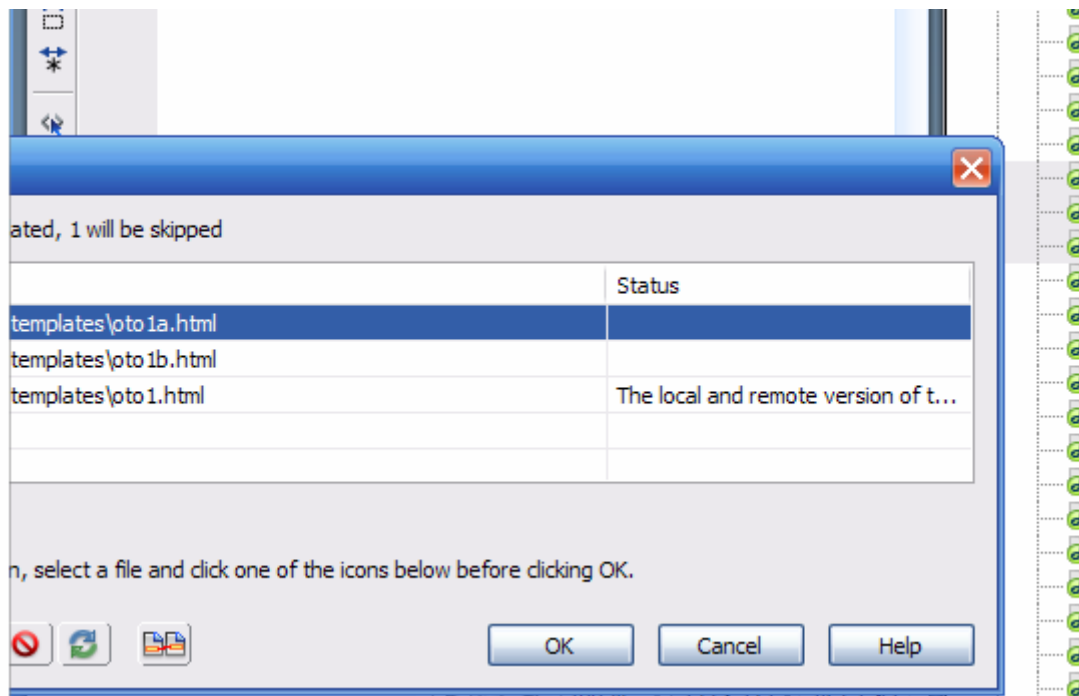 ated, 1 will be skipped
Status
templates\oto1a.html
templates\oto1b.html
templates\oto1.html The local and remote version of t...
n, select a file and click one of the icons below before clicking OK.
OK Cancel Help